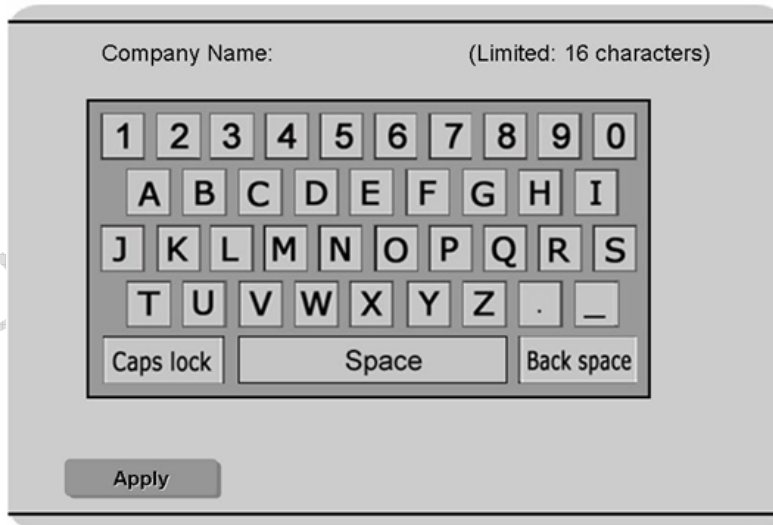 Company Name: (Limited: 16 characters)
1 2 3 4 5 6 7 8 9 0
A B C D E F G H I
J K L M N O P Q R S
T U V W X Y Z . _
Caps lock Space Back space
Apply